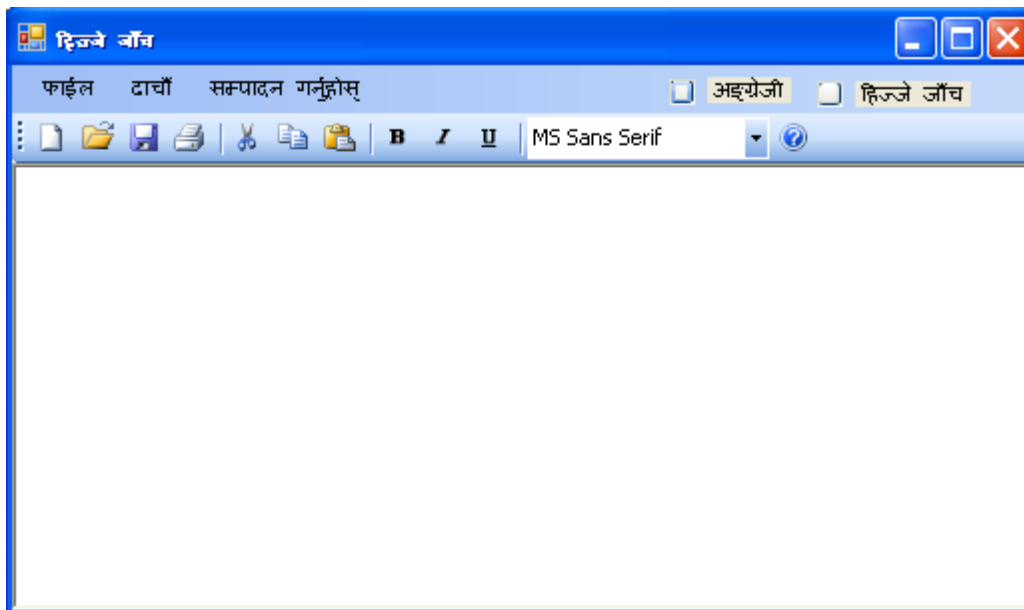 हिज्जे जाँच
फाईल ढाचाँ सम्पादन गर्नुहोस् अङ्ग्रेजी हिज्जे जाँच
B I U MS Sans Serif